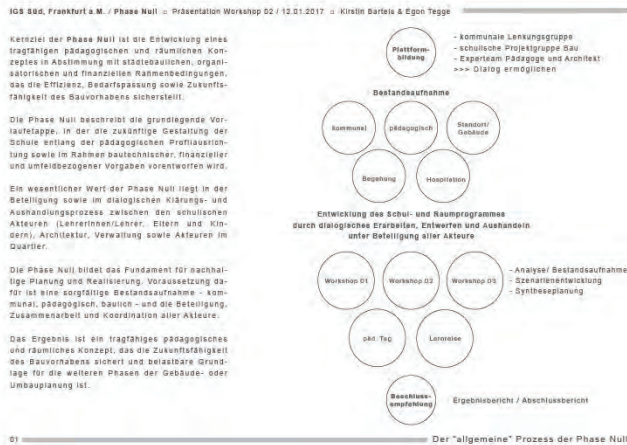 IGS Süd, Frankfurt a.M. / Phase Null :: Präsentation Workshop 02 / 12.01.2017 :: Kirstin Bartels & Egon Tegge
Kernziel der Phase Null ist die Entwicklung eines
tragfähigen pädagogischen und räumlichen Kon-
zeptes in Abstimmung mit städtebaulichen, organi-
satorischen und finanziellen Rahmenbedingungen,
das die Effizienz, Bedarfspassung sowie Zukunfts-
fähigkeit des Bauvorhabens sicherstellt.
Die Phase Null beschreibt die grundlegende Vor-
laufetappe, in der die zukünftige Gestaltung der
Schule entlang der pädagogischen Profilausrich-
tung sowie im Rahmen bautechnischer, finanzieller
und umfeldbezogener Vorgaben vorentworfen wird.
Ein wesentlicher Wert der Phase Null liegt in der
Beteiligung sowie im dialogischen Klärungs- und
Aushandlungsprozess zwischen den schulischen
Akteuren (Lehrerinnen/Lehrer, Eltern und Kin-
dern), Architektur, Verwaltung sowie Akteuren im
Quartier.
Die Phase Null bildet das Fundament für nachhal-
tige Planung und Realisierung. Voraussetzung da-
für ist eine sorgfältige Bestandsaufnahme - kom-
munal, pädagogisch, baulich - und die Beteiligung,
Zusammenarbeit und Koordination aller Akteure.
Das Ergebnis ist ein tragfähiges pädagogisches
und räumliches Konzept, das die Zukunftsfähigkeit
des Bauvorhabens sichert und belastbare Grund-
lage für die weiteren Phasen der Gebäude- oder
Umbauplanung ist.
Plattform-
bildung
- kommunale Lenkungsgruppe
- schulische Projektgruppe Bau
- Experteam Pädagoge und Architekt
>>> Dialog ermöglichen
Bestandsaufnahme
kommunal
pädagogisch
Standort/
Gebäude
Begehung
Hospitation
Entwicklung des Schul- und Raumprogrammes
durch dialogisches Erarbeiten, Entwerfen und Aushandeln
unter Beteiligung aller Akteure
Workshop 01
Workshop 02
Workshop 03
- Analyse/ Bestandsaufnahme
- Szenarienentwicklung
- Syntheseplanung
päd. Tag
Lernreise
Beschluss-
empfehlung
Ergebnisbericht / Abschlussbericht
01
Der "allgemeine" Prozess der Phase Null